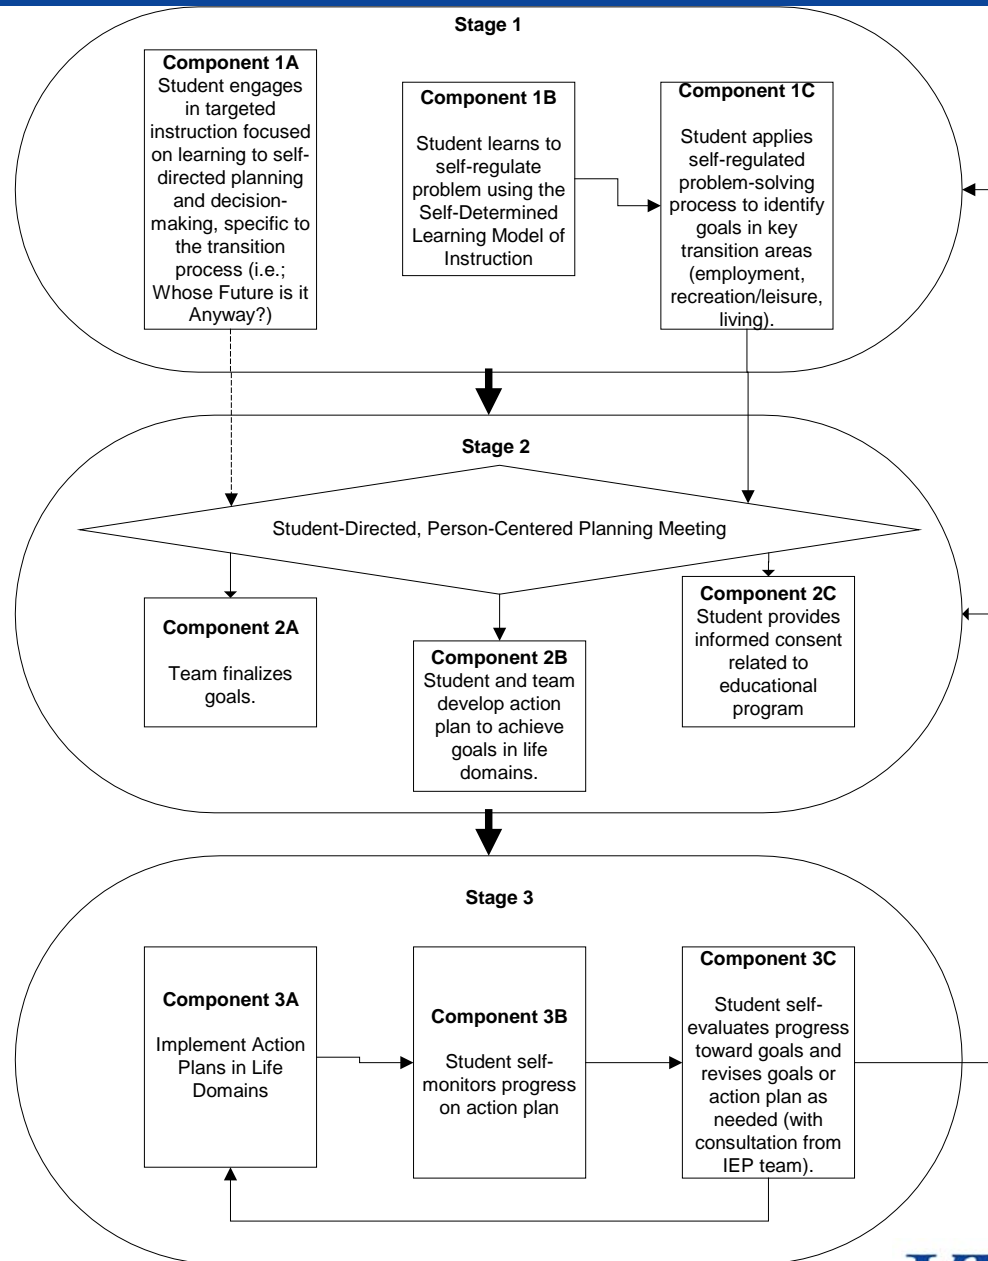 Stage 1
Component 1A
Student engages
in targeted
instruction focused
on learning to self-
directed planning
and decision-
making, specific to
the transition
process (i.e.;
Whose Future is it
Anyway?)
Component 1B
Student learns to
self-regulate
problem using the
Self-Determined
Learning Model of
Instruction
Component 1C
Student applies
self-regulated
problem-solving
process to identify
goals in key
transition areas
(employment,
recreation/leisure,
living).
Stage 2
Student-Directed, Person-Centered Planning Meeting
Component 2A
Team finalizes
goals.
Component 2B
Student and team
develop action
plan to achieve
goals in life
domains.
Component 2C
Student provides
informed consent
related to
educational
program
Stage 3
Component 3A
Implement Action
Plans in Life
Domains
Component 3B
Student self-
monitors progress
on action plan
Component 3C
Student self-
evaluates progress
toward goals and
revises goals or
action plan as
needed (with
consultation from
IEP team).